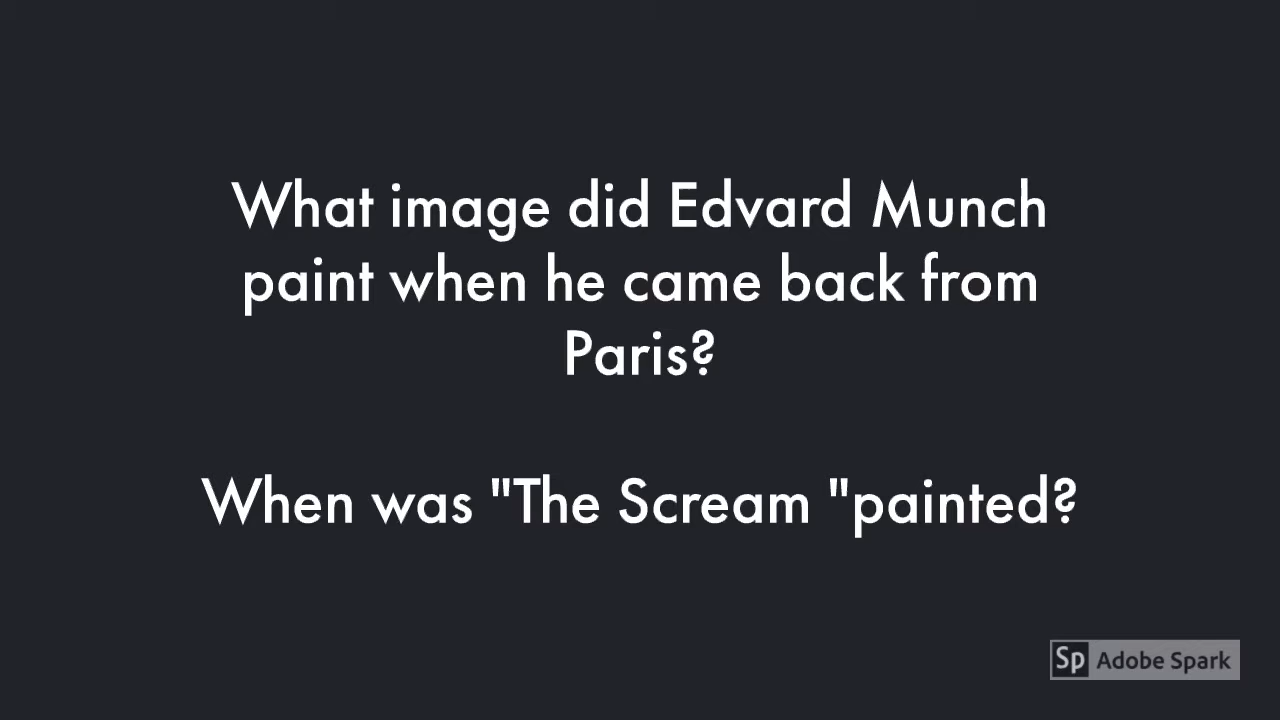 What image did Edvard Munch
paint when he came back from
Paris?
When was "The Scream "painted?
Sp Adobe Spark